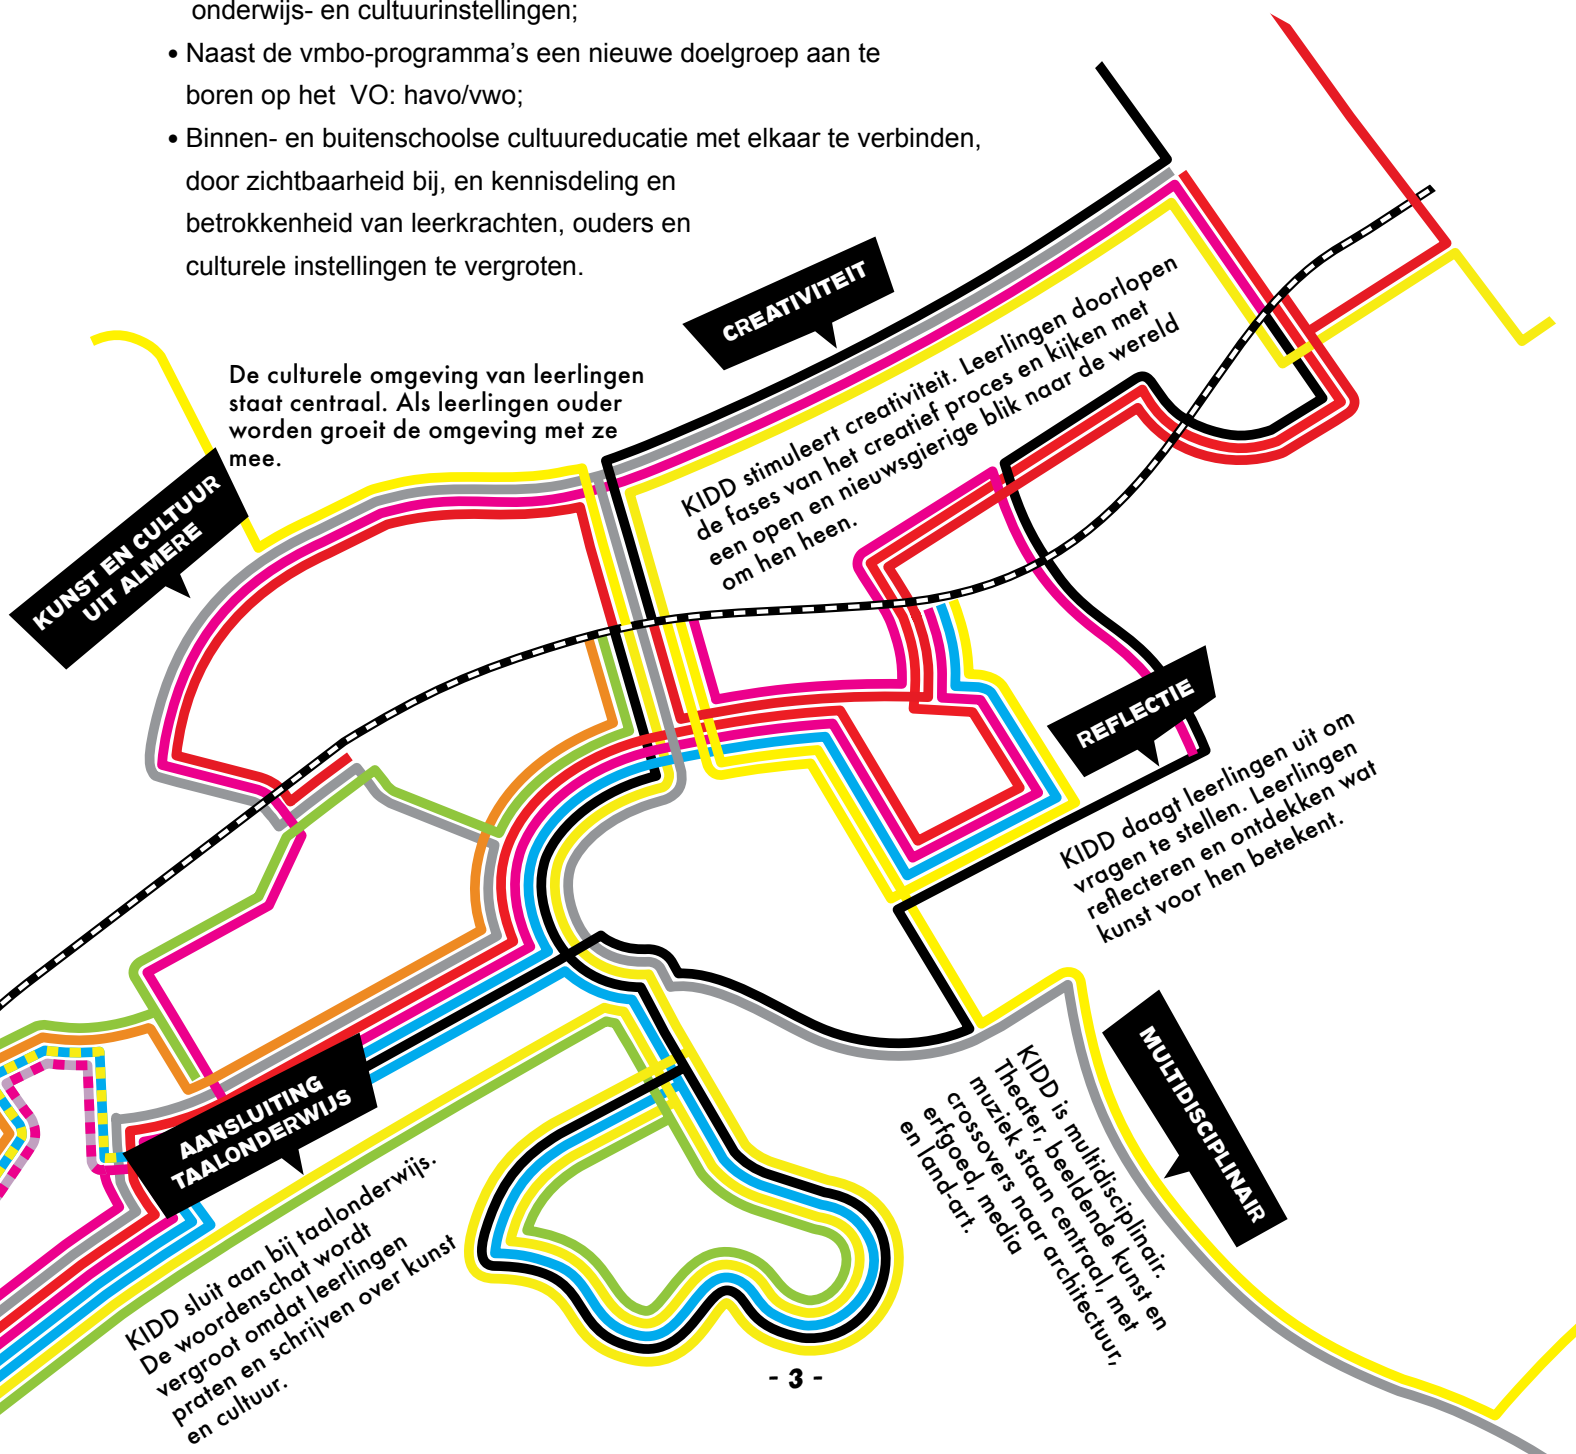 onderwijs- en cultuurinstellingen;
• Naast de vmbo-programma's een nieuwe doelgroep aan te
boren op het  VO: havo/vwo;
• Binnen- en buitenschoolse cultuureducatie met elkaar te verbinden,
door zichtbaarheid bij, en kennisdeling en
betrokkenheid van leerkrachten, ouders en
culturele instellingen te vergroten.
CREATIVITEIT
KIDD stimuleert creativiteit. Leerlingen doorlopen
de fases van het creatief proces en kijken met
een open en nieuwsgierige blik naar de wereld
om hen heen.
De culturele omgeving van leerlingen
staat centraal. Als leerlingen ouder
worden groeit de omgeving met ze
mee.
KUNST EN CULTUUR
UIT ALMERE
REFLECTIE
KIDD daagt leerlingen uit om
vragen te stellen. Leerlingen
reflecteren en ontdekken wat
kunst voor hen betekent.
MULTIDISCIPLINAIR
KIDD is multidisciplinair.
Theater, beeldende kunst en
muziek staan centraal, met
crossovers naar architectuur,
erfgoed, media
en land-art.
AANSLUITING
TAALONDERWIJS
KIDD sluit aan bij taalonderwijs.
De woordenschat wordt
vergroot omdat leerlingen
praten en schrijven over kunst
en cultuur.
- 3 -